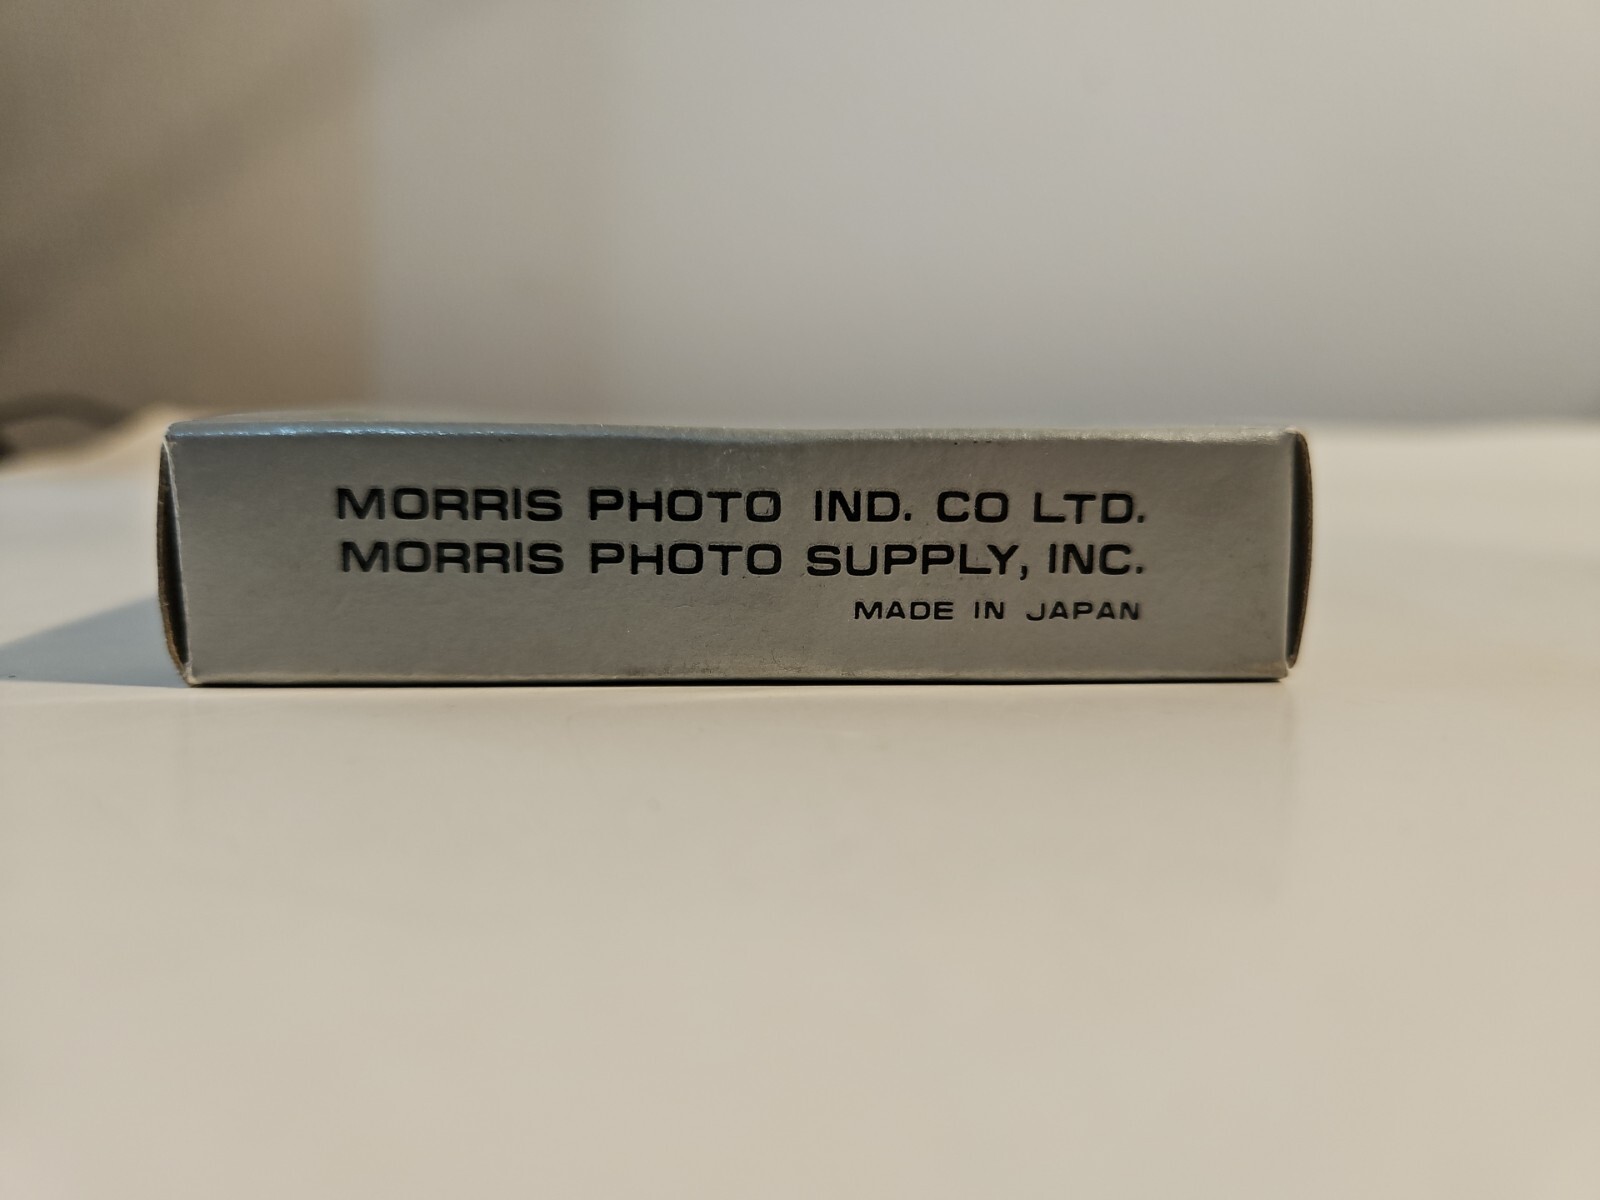 MORRIS PHOTO IND. CO LTD.
MORRIS PHOTO SUPPLY, INC.
MADE IN JAPAN